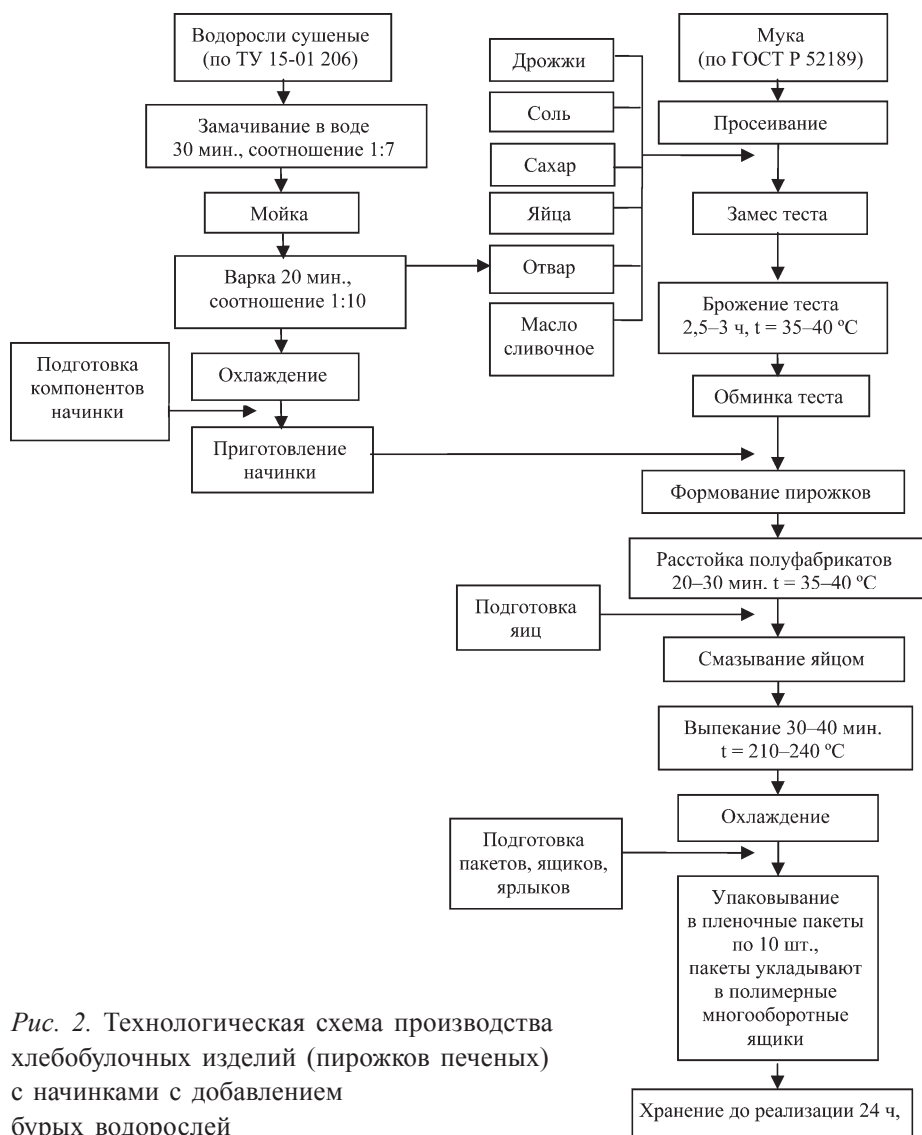 Водоросли сушеные
(по ТУ 15-01 206)
Замачивание в воде
30 мин., соотношение 1:7
Мойка
Варка 20 мин.,
соотношение 1:10
Подготовка
компонентов
начинки
Охлаждение
Приготовление
начинки
Дрожжи
Соль
Сахар
Яйца
Отвар
Масло
сливочное
Мука
(по ГОСТ Р 52189)
Просеивание
Замес теста
Брожение теста
2,5–3 ч, t = 35–40 ºС
Обминка теста
Формование пирожков
Расстойка полуфабрикатов
20–30 мин. t = 35–40 ºС
Подготовка
яиц
Смазывание яйцом
Выпекание 30–40 мин.
t = 210–240 ºС
Охлаждение
Подготовка
пакетов, ящиков,
ярлыков
Упаковывание
в пленочные пакеты
по 10 шт.,
пакеты укладывают
в полимерные
многооборотные
ящики
Хранение до реализации 24 ч,
Рис. 2. Технологическая схема производства
хлебобулочных изделий (пирожков печеных)
с начинками с добавлением
бурых водорослей